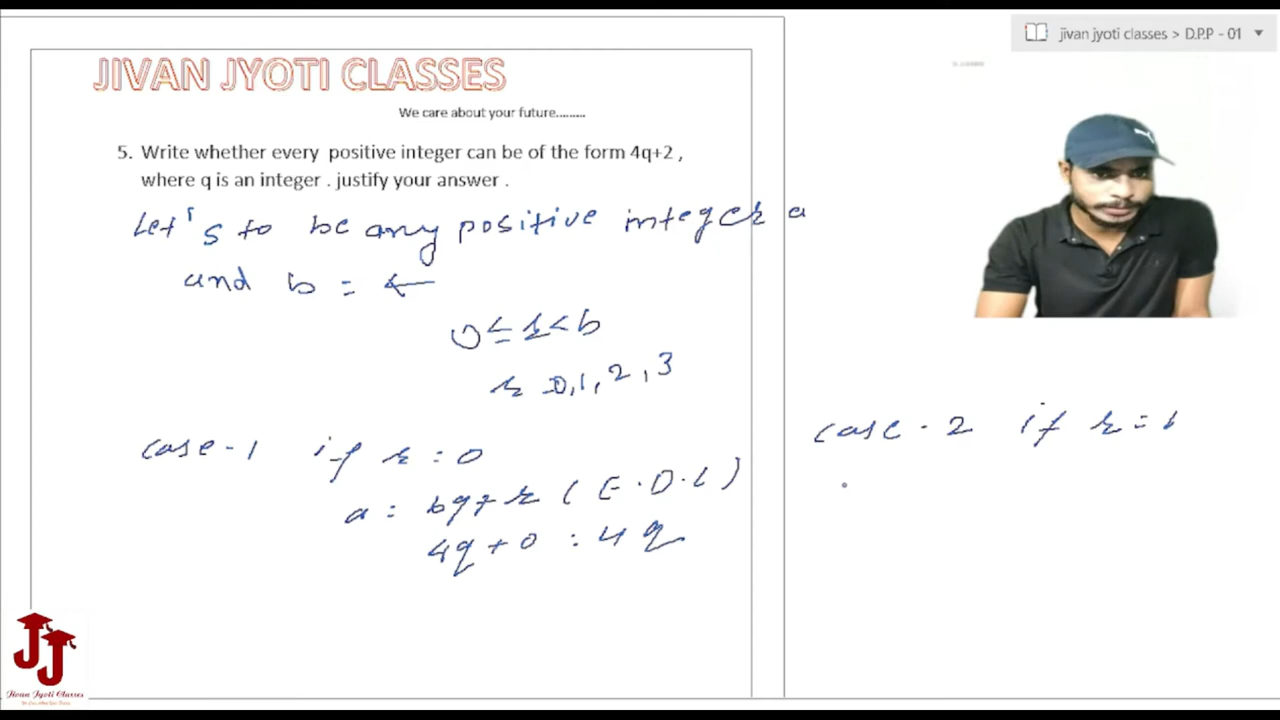 jivan jyoti classes > D.P.P - 01
JIVAN JYOTI CLASSES
We care about your future.........
5. Write whether every positive integer can be of the form 4q+2 ,
where q is an integer . justify your answer .
Let's to be any positive integer a
and b = 4
0 ≤ r < b
r = 0, 1, 2, 3
case - 1 if r = 0
a = bq + r ( E.D.L )
4q + 0 = 4q
case - 2 if r = 1
JJ
Jivan Jyoti Classes